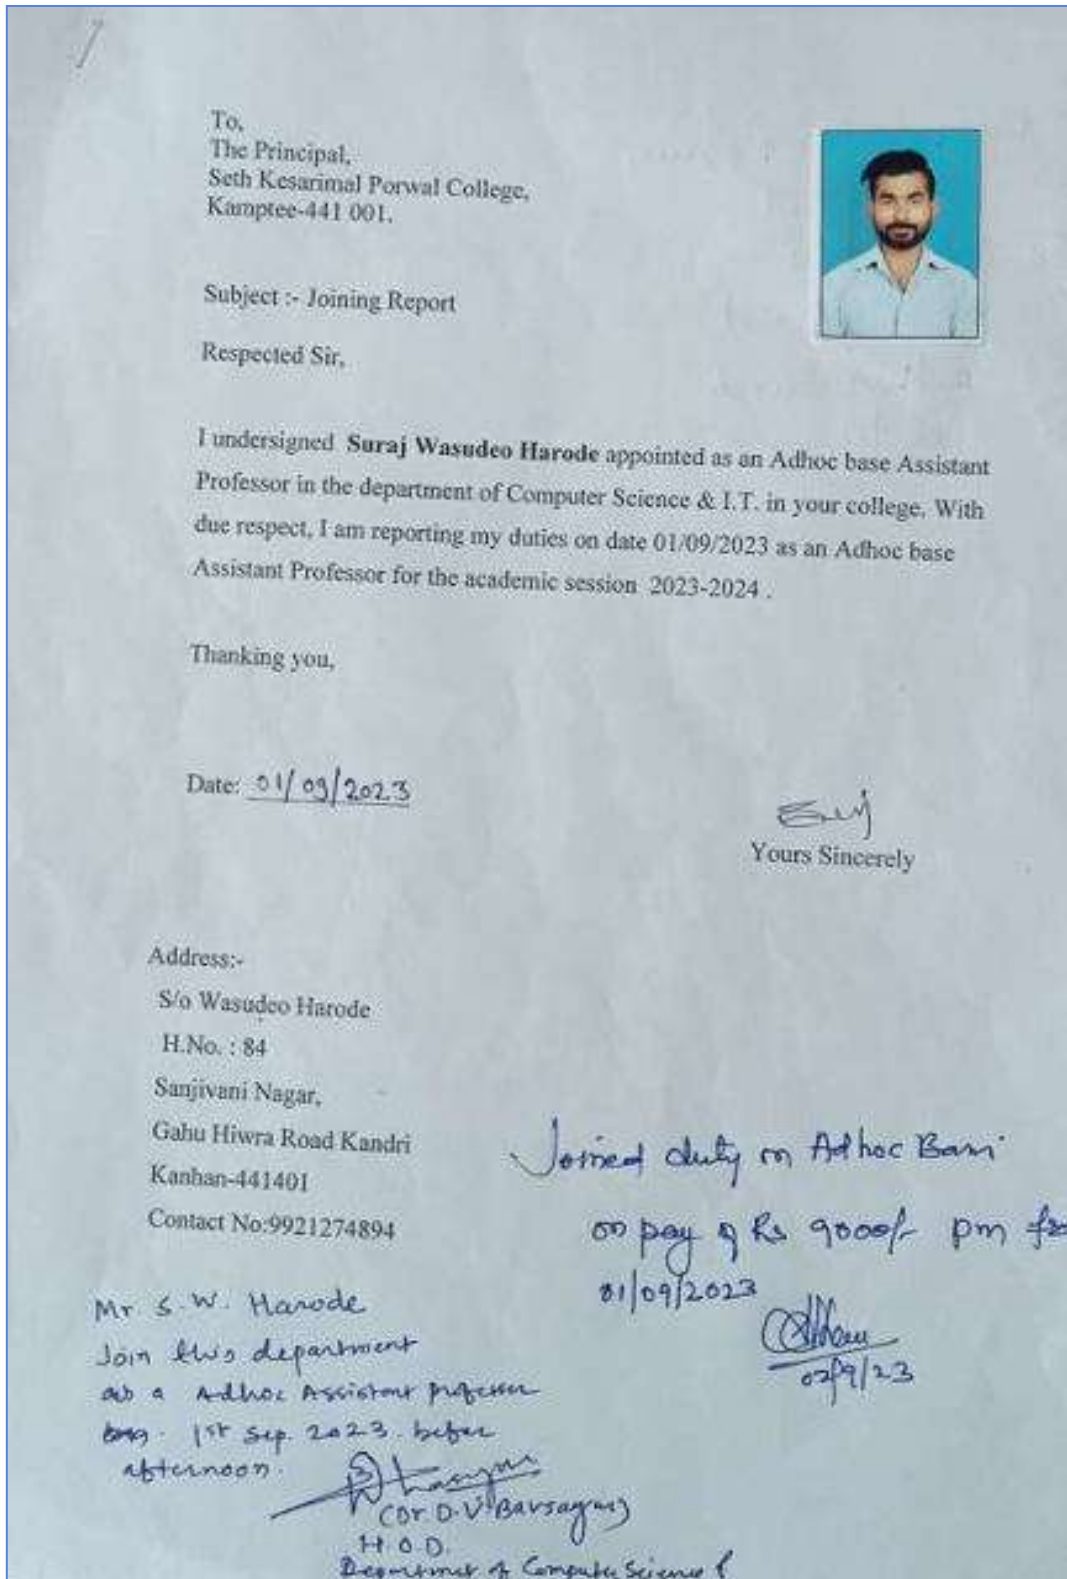 To,
The Principal,
Seth Kesarimal Porwal College,
Kamptee-441 001.
Subject :- Joining Report
Respected Sir,
I undersigned Suraj Wasudeo Harode appointed as an Adhoc base Assistant
Professor in the department of Computer Science & I.T. in your college. With
due respect, I am reporting my duties on date 01/09/2023 as an Adhoc base
Assistant Professor for the academic session 2023-2024 .
Thanking you,
Date: 01/09/2023
Yours Sincerely
Address:-
S/o Wasudeo Harode
H.No. : 84
Sanjivani Nagar,
Gahu Hiwra Road Kandri
Kanhan-441401
Contact No:9921274894
Joined duty on Adhoc
on pay of Rs 9000/- pm
01/09/2023
02/9/23
Mr S. W. Harode
Join this department
as a Adhoc Assistant professor
1st Sep. 2023. before
afternoon.
(Dr D.V. Barsagade)
H.O.D.
Department of Computer Science &